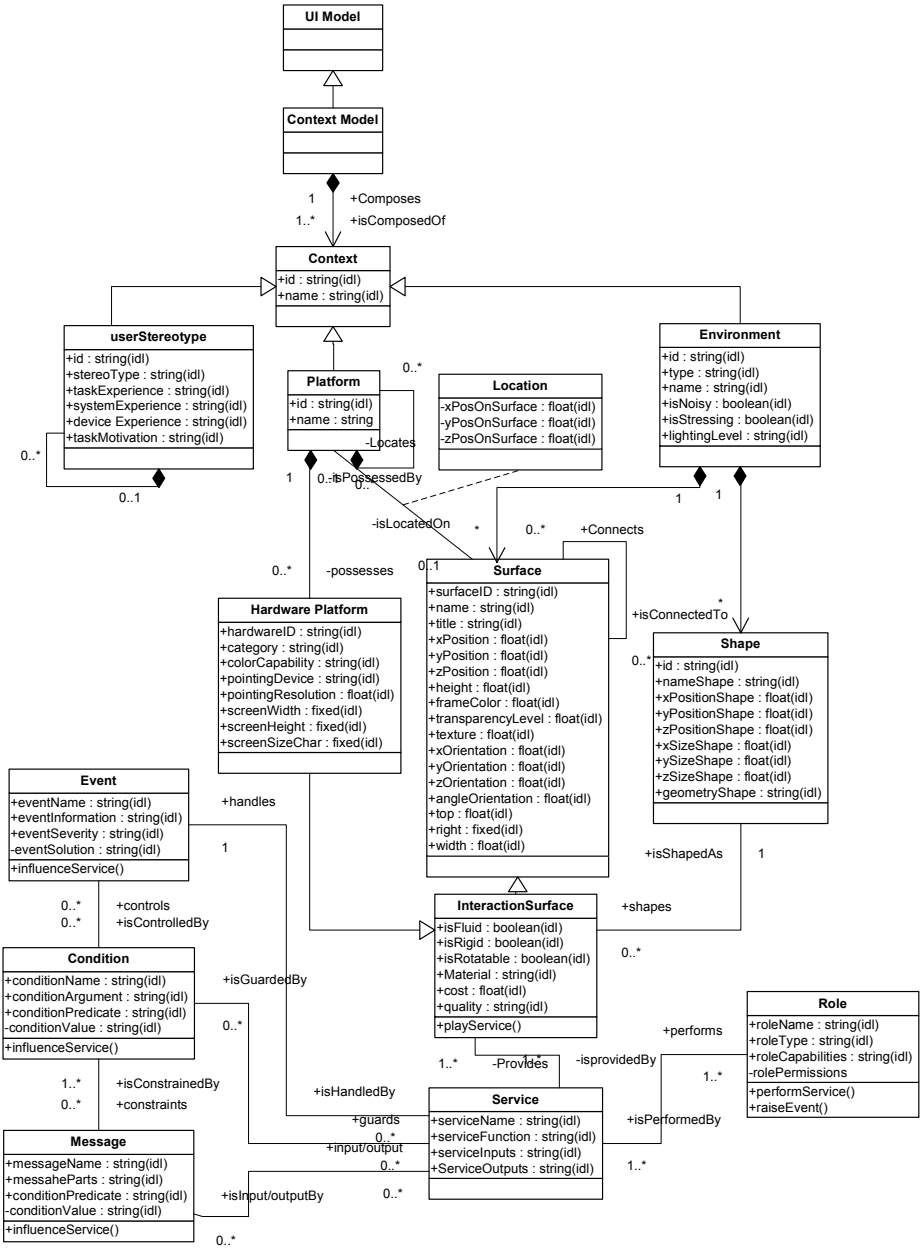 UI Model
Context Model
1
+Composes
1..*
+isComposedOf
Context
+id : string(idl)
+name : string(idl)
userStereotype
+id : string(idl)
+stereoType : string(idl)
+taskExperience : string(idl)
+systemExperience : string(idl)
+device Experience : string(idl)
+taskMotivation : string(idl)
0..*
0..1
Platform
+id : string(idl)
+name : string
0..*
-Locates
1
0..1
0..*
-isPossessedBy
-isLocatedOn
Location
-xPosOnSurface : float(idl)
-yPosOnSurface : float(idl)
-zPosOnSurface : float(idl)
Environment
+id : string(idl)
+type : string(idl)
+name : string(idl)
+isNoisy : boolean(idl)
+isStressing : boolean(idl)
+lightingLevel : string(idl)
1
1
*
0..*
+Connects
0..1
0..*
-possesses
Hardware Platform
+hardwareID : string(idl)
+category : string(idl)
+colorCapability : string(idl)
+pointingDevice : string(idl)
+pointingResolution : float(idl)
+screenWidth : fixed(idl)
+screenHeight : fixed(idl)
+screenSizeChar : fixed(idl)
Surface
+surfaceID : string(idl)
+name : string(idl)
+title : string(idl)
+xPosition : float(idl)
+yPosition : float(idl)
+zPosition : float(idl)
+height : float(idl)
+frameColor : float(idl)
+transparencyLevel : float(idl)
+texture : float(idl)
+xOrientation : float(idl)
+yOrientation : float(idl)
+zOrientation : float(idl)
+angleOrientation : float(idl)
+top : float(idl)
+right : fixed(idl)
+width : float(idl)
*
+isConnectedTo
0..*
Shape
+id : string(idl)
+nameShape : string(idl)
+xPositionShape : float(idl)
+yPositionShape : float(idl)
+zPositionShape : float(idl)
+xSizeShape : float(idl)
+ySizeShape : float(idl)
+zSizeShape : float(idl)
+geometryShape : string(idl)
+isShapedAs
1
+shapes
0..*
Event
+eventName : string(idl)
+eventInformation : string(idl)
+eventSeverity : string(idl)
-eventSolution : string(idl)
+influenceService()
+handles
1
0..*
+controls
0..*
+isControlledBy
InteractionSurface
+isFluid : boolean(idl)
+isRigid : boolean(idl)
+isRotatable : boolean(idl)
+Material : string(idl)
+cost : float(idl)
+quality : string(idl)
+playService()
Condition
+conditionName : string(idl)
+conditionArgument : string(idl)
+conditionPredicate : string(idl)
-conditionValue : string(idl)
+influenceService()
+isGuardedBy
0..*
1..*
+isConstrainedBy
0..*
+constraints
1..*
-Provides
1..*
-isprovidedBy
Role
+roleName : string(idl)
+roleType : string(idl)
+roleCapabilities : string(idl)
-rolePermissions
+performService()
+raiseEvent()
+performs
1..*
+isPerformedBy
1..*
+isHandledBy
+guards
0..*
+input/output
0..*
Service
+serviceName : string(idl)
+serviceFunction : string(idl)
+serviceInputs : string(idl)
+ServiceOutputs : string(idl)
Message
+messageName : string(idl)
+messaheParts : string(idl)
+conditionPredicate : string(idl)
-conditionValue : string(idl)
+influenceService()
+isInput/outputBy
0..*
0..*